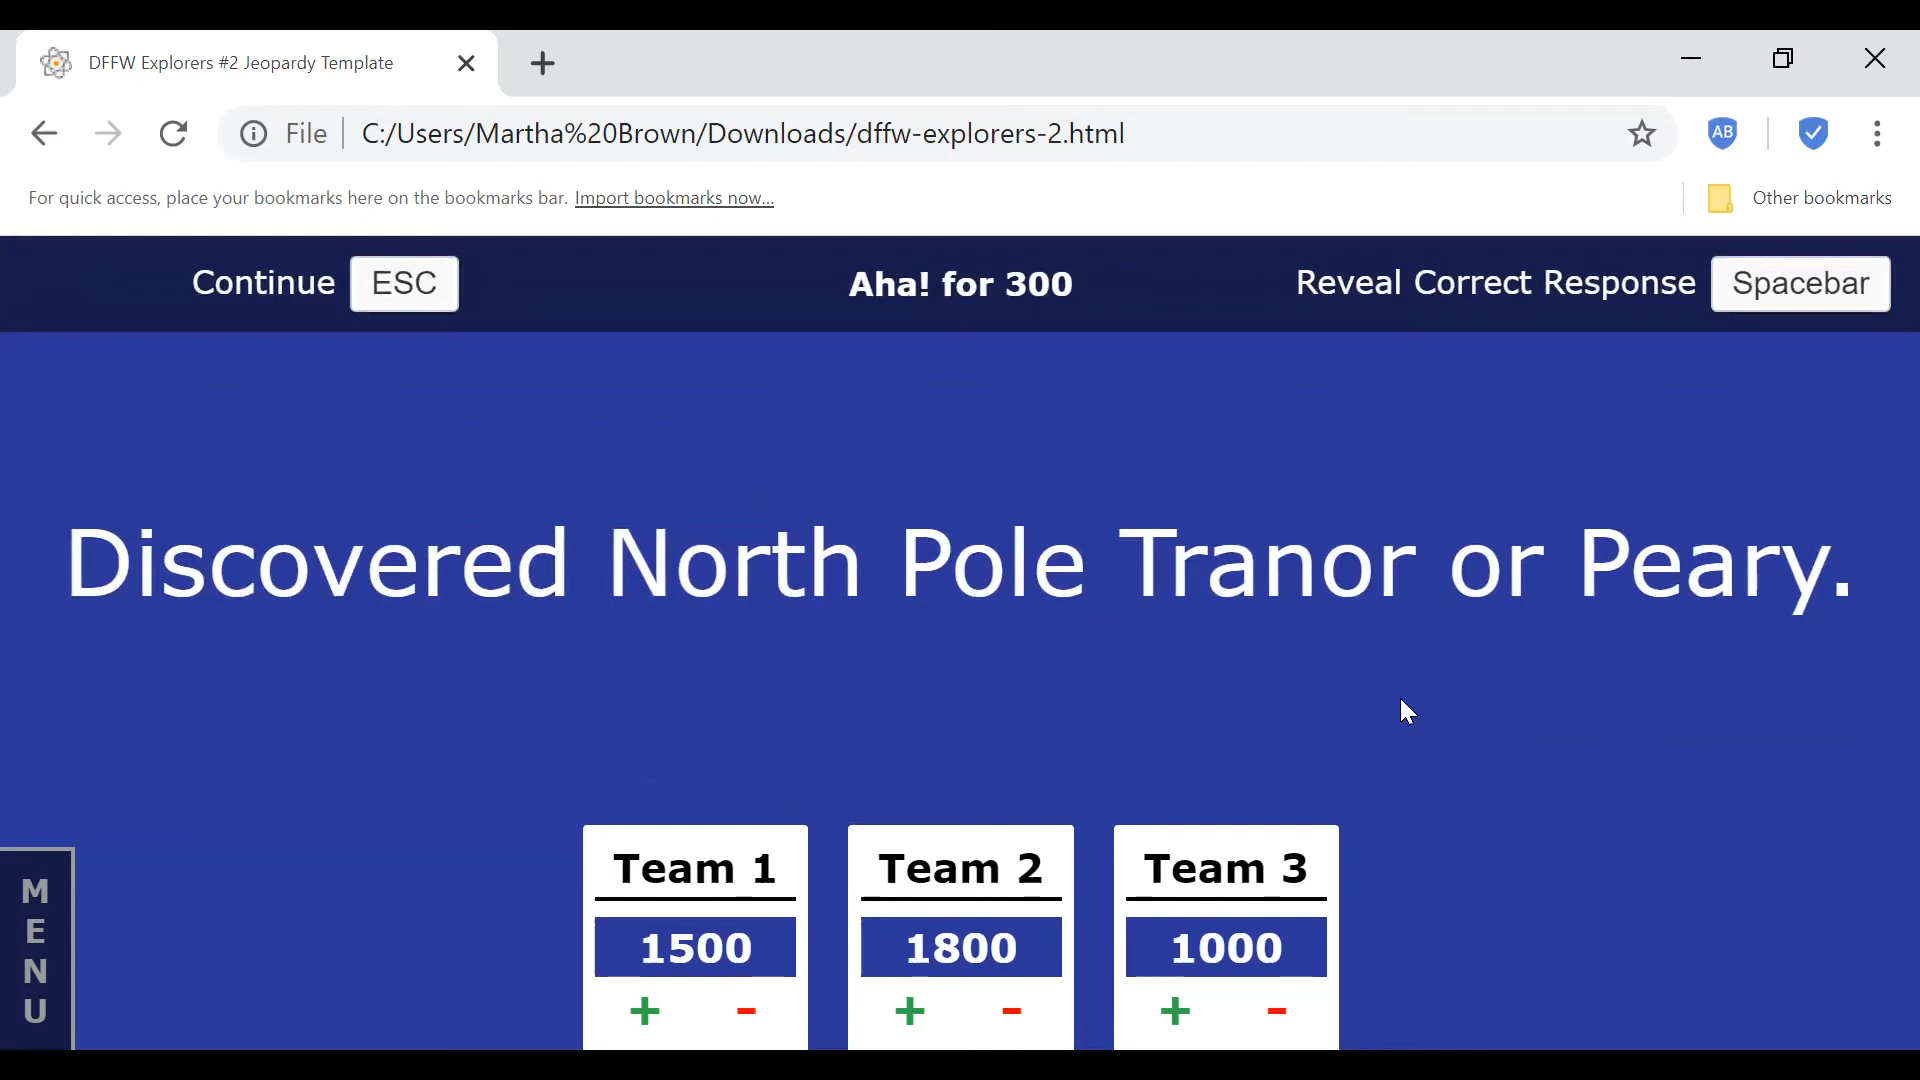 DFFW Explorers #2 Jeopardy Template
File C:/Users/Martha%20Brown/Downloads/dffw-explorers-2.html
AB
For quick access, place your bookmarks here on the bookmarks bar. Import bookmarks now...
Other bookmarks
Continue ESC
Aha! for 300
Reveal Correct Response Spacebar
Discovered North Pole Tranor or Peary.
MENU
Team 1 Team 2 Team 3
1500 1800 1000
+ - + - + -